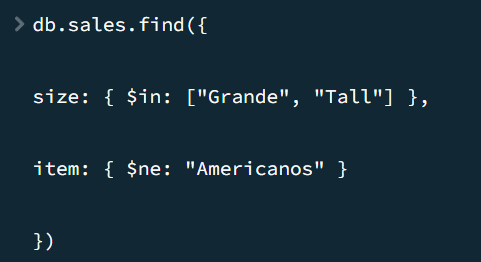 > db.sales.find({
size: { $in: ["Grande", "Tall"] },
item: { $ne: "Americanos" }
})